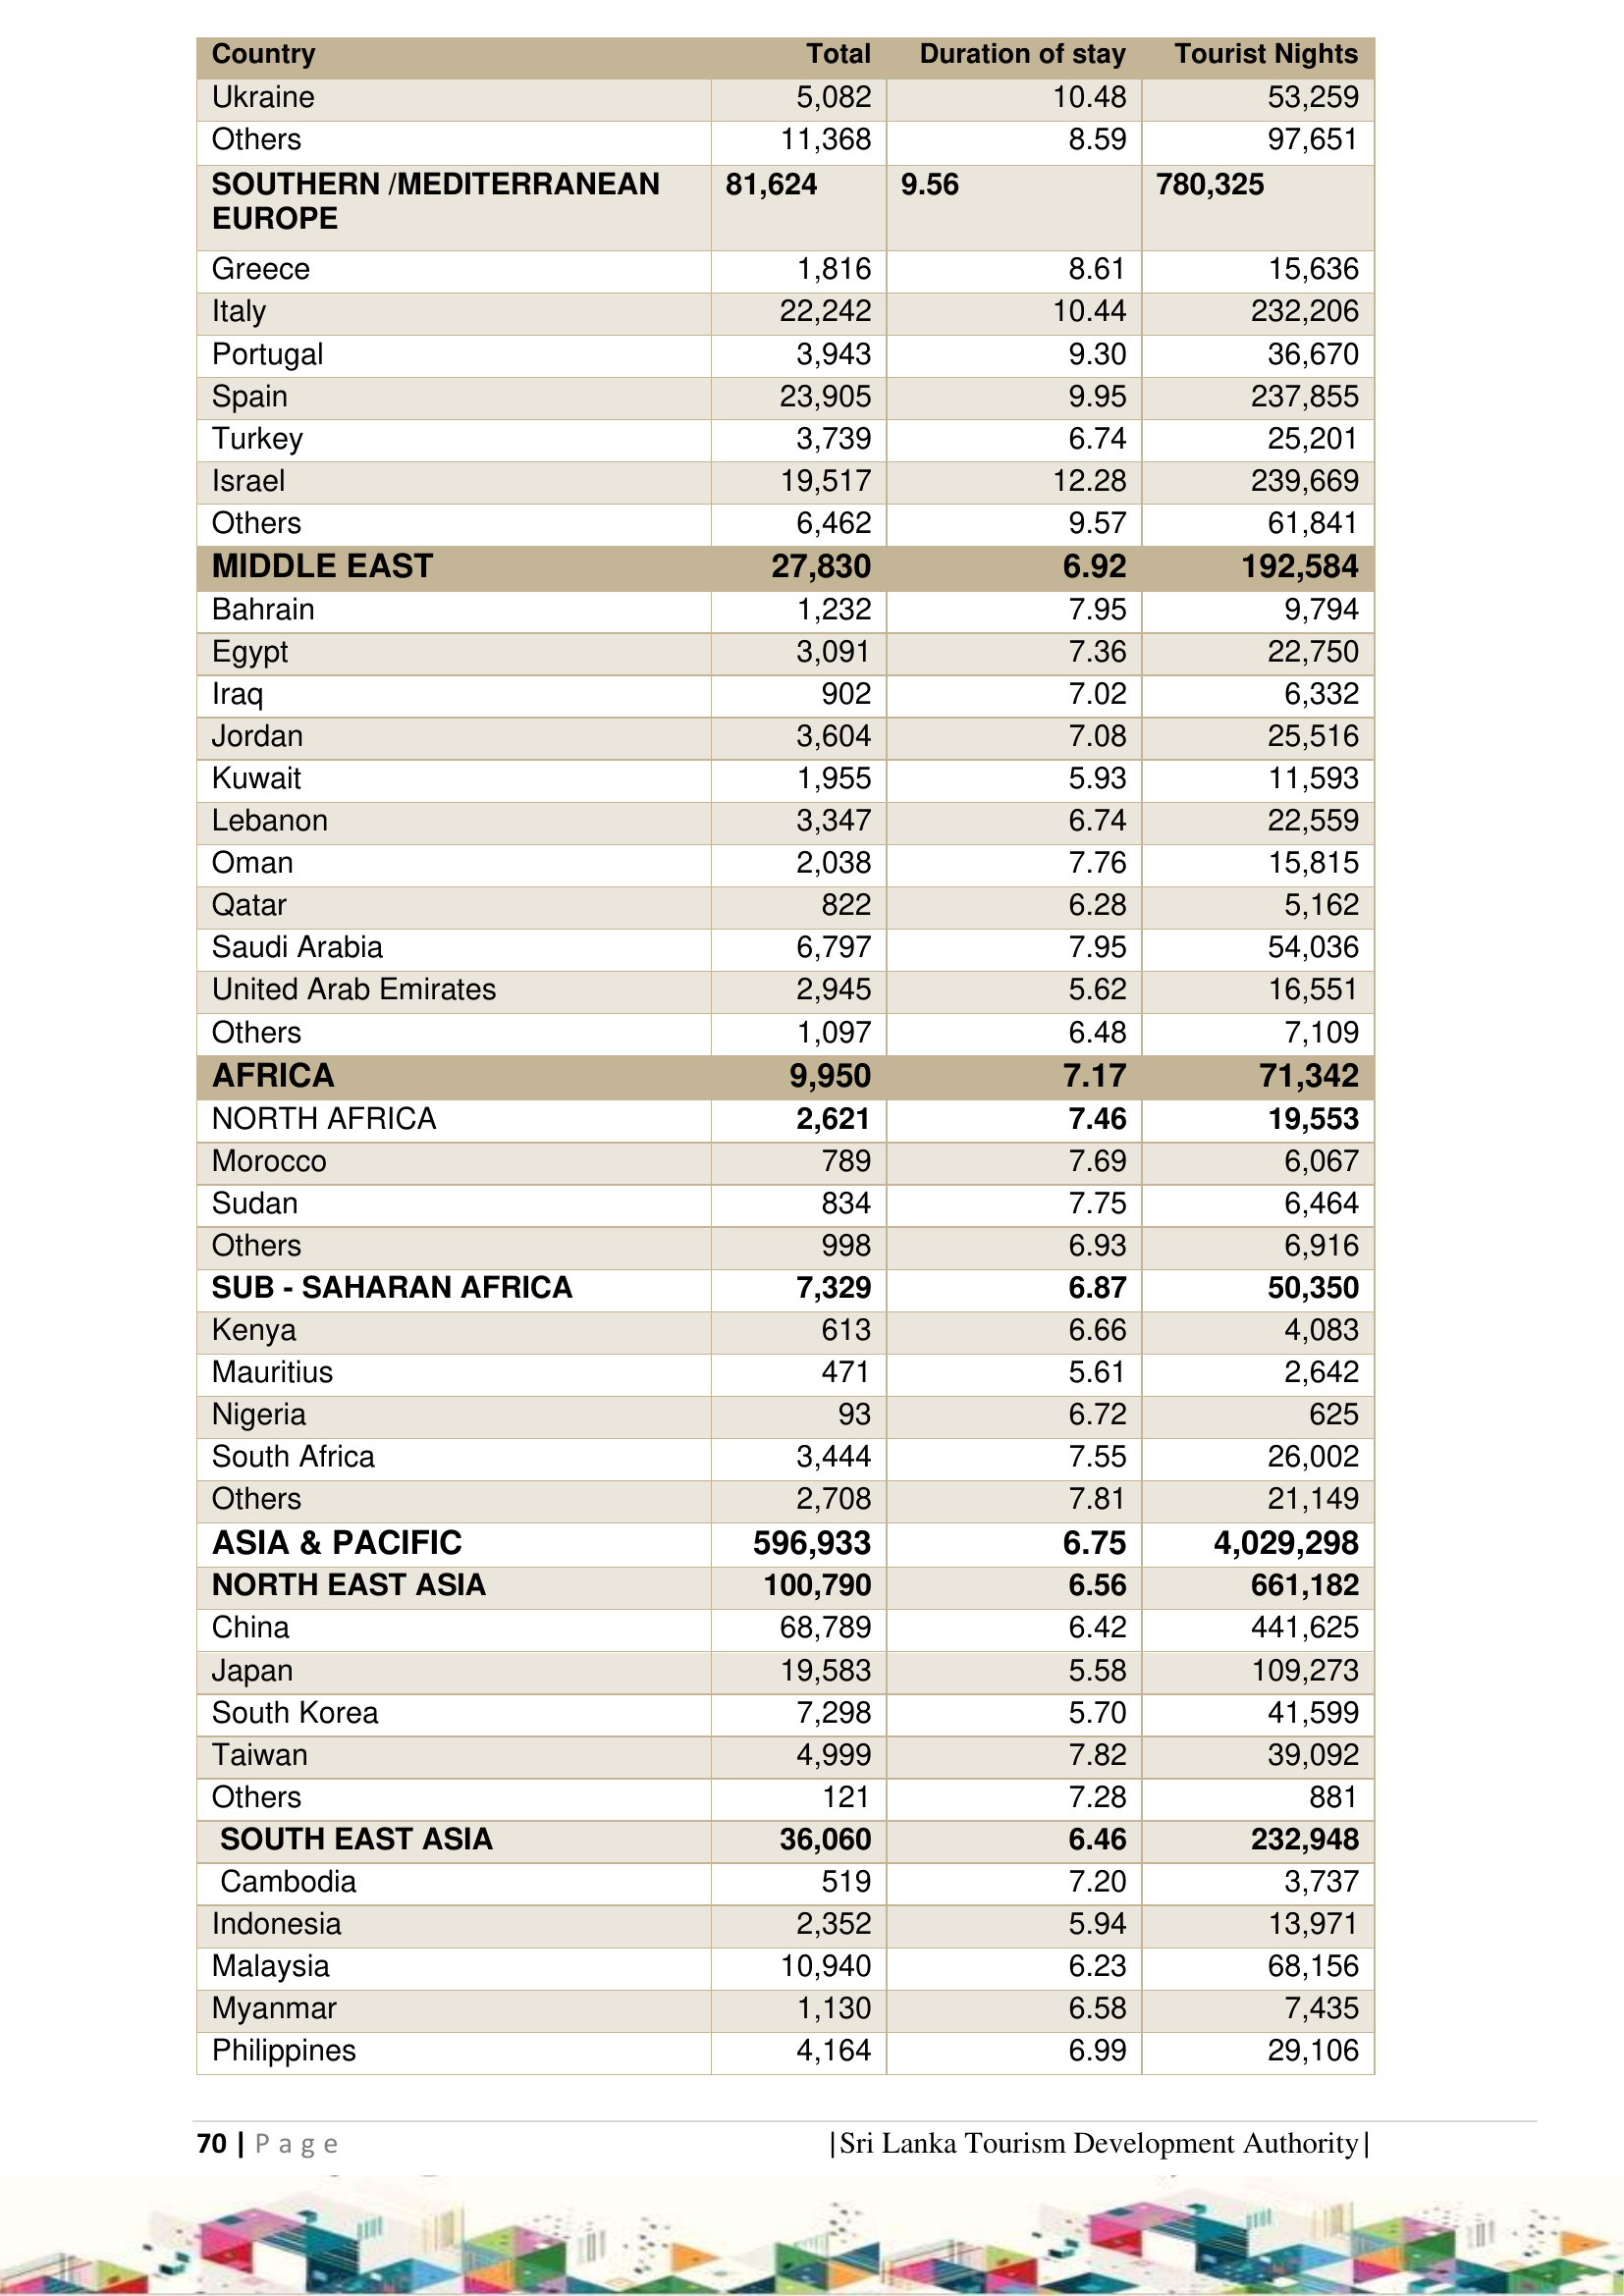 Country Total Duration of stay Tourist Nights
Ukraine 5,082 10.48 53,259
Others 11,368 8.59 97,651
SOUTHERN /MEDITERRANEAN 81,624 9.56 780,325
EUROPE
Greece 1,816 8.61 15,636
Italy 22,242 10.44 232,206
Portugal 3,943 9.30 36,670
Spain 23,905 9.95 237,855
Turkey 3,739 6.74 25,201
Israel 19,517 12.28 239,669
Others 6,462 9.57 61,841
MIDDLE EAST 27,830 6.92 192,584
Bahrain 1,232 7.95 9,794
Egypt 3,091 7.36 22,750
Iraq 902 7.02 6,332
Jordan 3,604 7.08 25,516
Kuwait 1,955 5.93 11,593
Lebanon 3,347 6.74 22,559
Oman 2,038 7.76 15,815
Qatar 822 6.28 5,162
Saudi Arabia 6,797 7.95 54,036
United Arab Emirates 2,945 5.62 16,551
Others 1,097 6.48 7,109
AFRICA 9,950 7.17 71,342
NORTH AFRICA 2,621 7.46 19,553
Morocco 789 7.69 6,067
Sudan 834 7.75 6,464
Others 998 6.93 6,916
SUB - SAHARAN AFRICA 7,329 6.87 50,350
Kenya 613 6.66 4,083
Mauritius 471 5.61 2,642
Nigeria 93 6.72 625
South Africa 3,444 7.55 26,002
Others 2,708 7.81 21,149
ASIA & PACIFIC 596,933 6.75 4,029,298
NORTH EAST ASIA 100,790 6.56 661,182
China 68,789 6.42 441,625
Japan 19,583 5.58 109,273
South Korea 7,298 5.70 41,599
Taiwan 4,999 7.82 39,092
Others 121 7.28 881
SOUTH EAST ASIA 36,060 6.46 232,948
Cambodia 519 7.20 3,737
Indonesia 2,352 5.94 13,971
Malaysia 10,940 6.23 68,156
Myanmar 1,130 6.58 7,435
Philippines 4,164 6.99 29,106
70 | P a g e |Sri Lanka Tourism Development Authority|